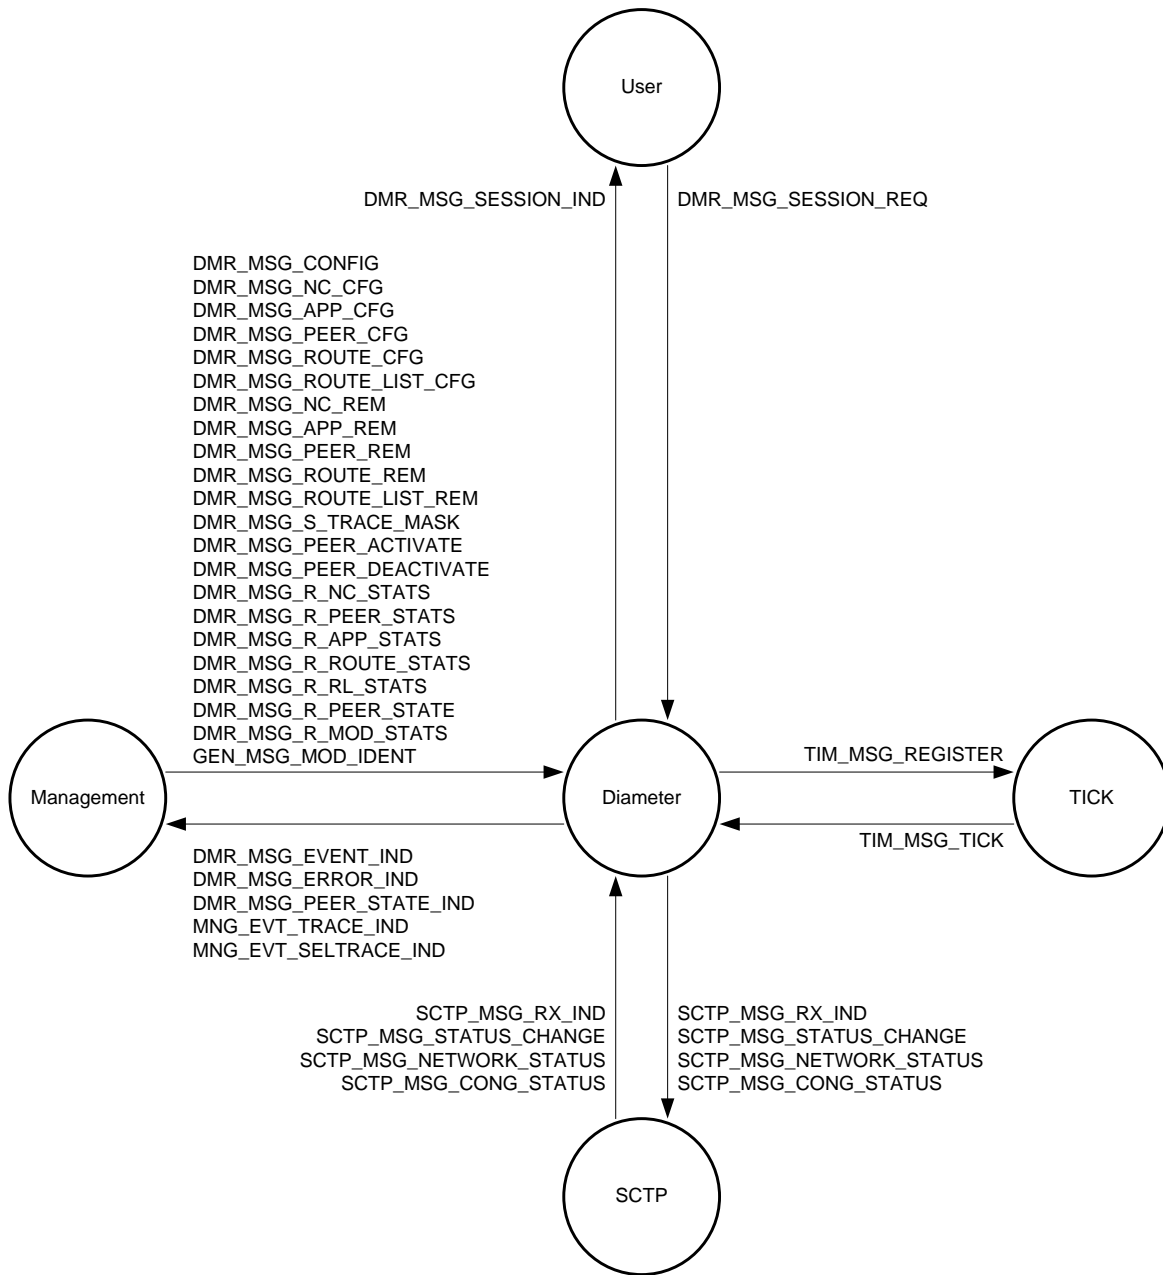 User
DMR_MSG_SESSION_IND
DMR_MSG_SESSION_REQ
DMR_MSG_CONFIG
DMR_MSG_NC_CFG
DMR_MSG_APP_CFG
DMR_MSG_PEER_CFG
DMR_MSG_ROUTE_CFG
DMR_MSG_ROUTE_LIST_CFG
DMR_MSG_NC_REM
DMR_MSG_APP_REM
DMR_MSG_PEER_REM
DMR_MSG_ROUTE_REM
DMR_MSG_ROUTE_LIST_REM
DMR_MSG_S_TRACE_MASK
DMR_MSG_PEER_ACTIVATE
DMR_MSG_PEER_DEACTIVATE
DMR_MSG_R_NC_STATS
DMR_MSG_R_PEER_STATS
DMR_MSG_R_APP_STATS
DMR_MSG_R_ROUTE_STATS
DMR_MSG_R_RL_STATS
DMR_MSG_R_PEER_STATE
DMR_MSG_R_MOD_STATS
GEN_MSG_MOD_IDENT
TIM_MSG_REGISTER
Management
Diameter
TICK
TIM_MSG_TICK
DMR_MSG_EVENT_IND
DMR_MSG_ERROR_IND
DMR_MSG_PEER_STATE_IND
MNG_EVT_TRACE_IND
MNG_EVT_SELTRACE_IND
SCTP_MSG_RX_IND
SCTP_MSG_STATUS_CHANGE
SCTP_MSG_NETWORK_STATUS
SCTP_MSG_CONG_STATUS
SCTP_MSG_RX_IND
SCTP_MSG_STATUS_CHANGE
SCTP_MSG_NETWORK_STATUS
SCTP_MSG_CONG_STATUS
SCTP